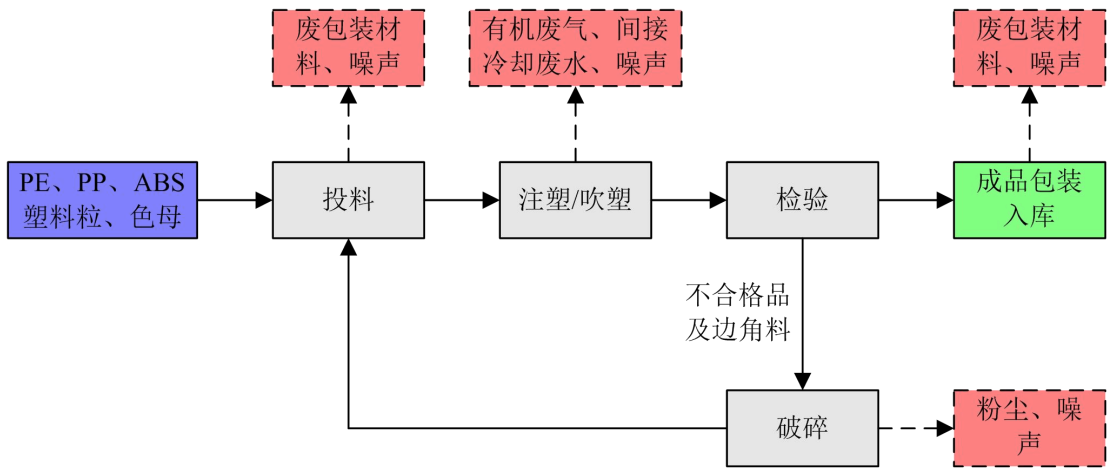 废包装材
料、噪声
有机废气、间接
冷却废水、噪声
废包装材
料、噪声
PE、PP、ABS
塑料粒、色母
投料
注塑/吹塑
检验
成品包装
入库
不合格品
及边角料
破碎
粉尘、噪
声